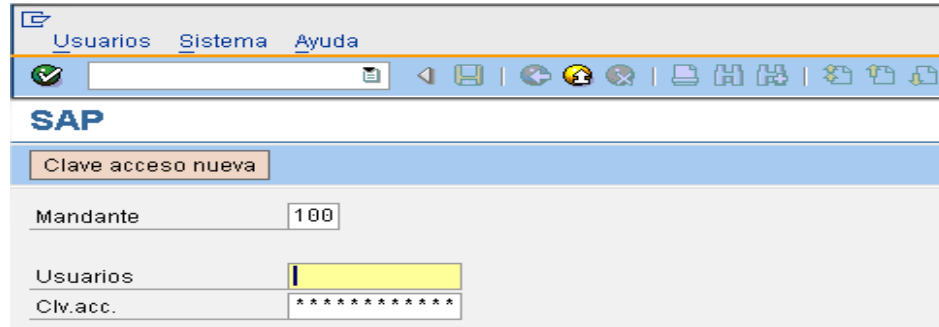 Usuarios Sistema Ayuda
SAP
Clave acceso nueva
Mandante 100
Usuarios
Clv.acc. ************